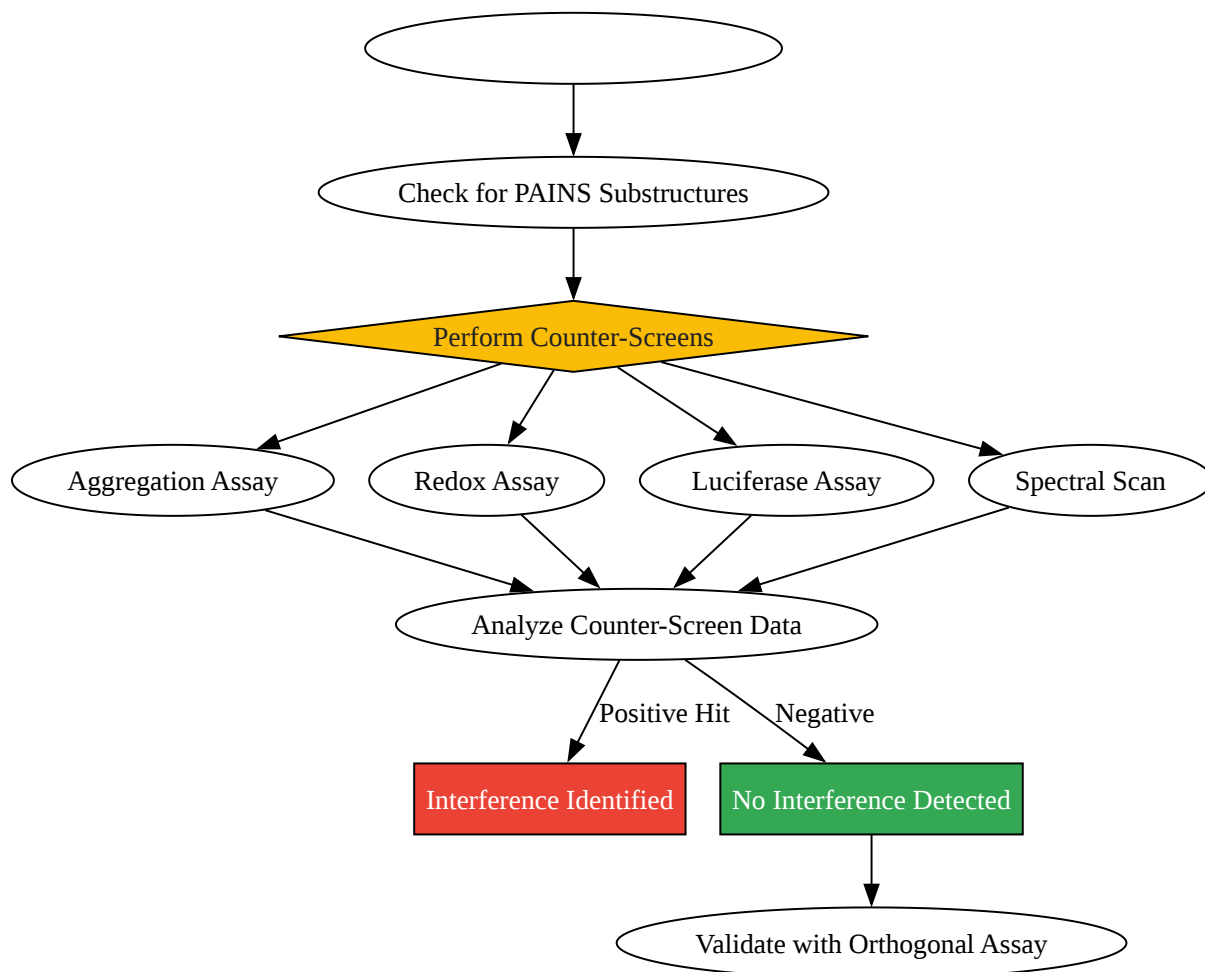 Check for PAINS Substructures
Perform Counter-Screens
Aggregation Assay
Redox Assay
Luciferase Assay
Spectral Scan
Analyze Counter-Screen Data
Positive Hit
Negative
Interference Identified
No Interference Detected
Validate with Orthogonal Assay